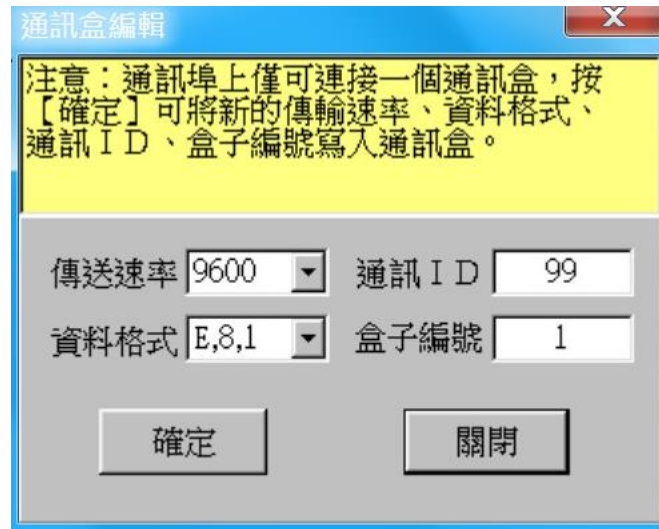 通訊盒編輯
X
注意：通訊埠上僅可連接一個通訊盒，按
【確定】可將新的傳輸速率、資料格式、
通訊ＩＤ、盒子編號寫入通訊盒。
傳送速率 9600 通訊ＩＤ 99
資料格式 E,8,1 盒子編號 1
確定 關閉